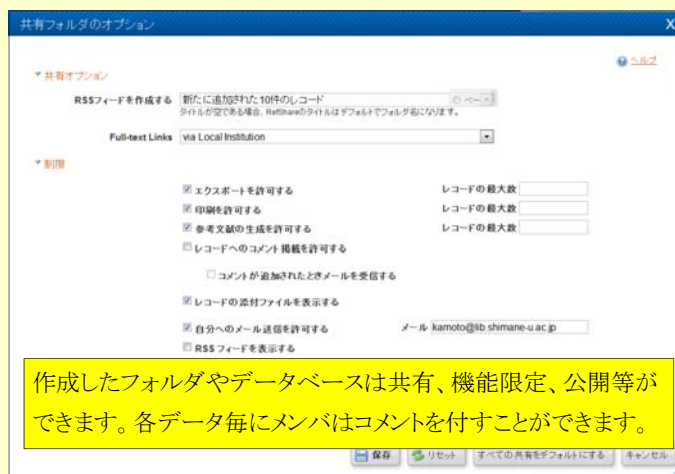 共有フォルダのオプション X
ヘルプ
共有オプション
RSSフィードを作成する 新たに追加された10件のレコード
タイトルが空である場合、RefShareのタイトルはデフォルトでフォルダ名になります。
Full-text Links via Local Institution
制限
エクスポートを許可する レコードの最大数
印刷を許可する レコードの最大数
参考文献の生成を許可する レコードの最大数
レコードへのコメント掲載を許可する
コメントが追加されたときメールを受信する
レコードの添付ファイルを表示する
自分へのメール送信を許可する メール kamoto@lib.shimane-u.ac.jp
RSSフィードを表示する
作成したフォルダやデータベースは共有、機能限定、公開等が
できます。各データ毎にメンバはコメントを付すことができます。
保存 リセット すべての共有をデフォルトにする キャンセル